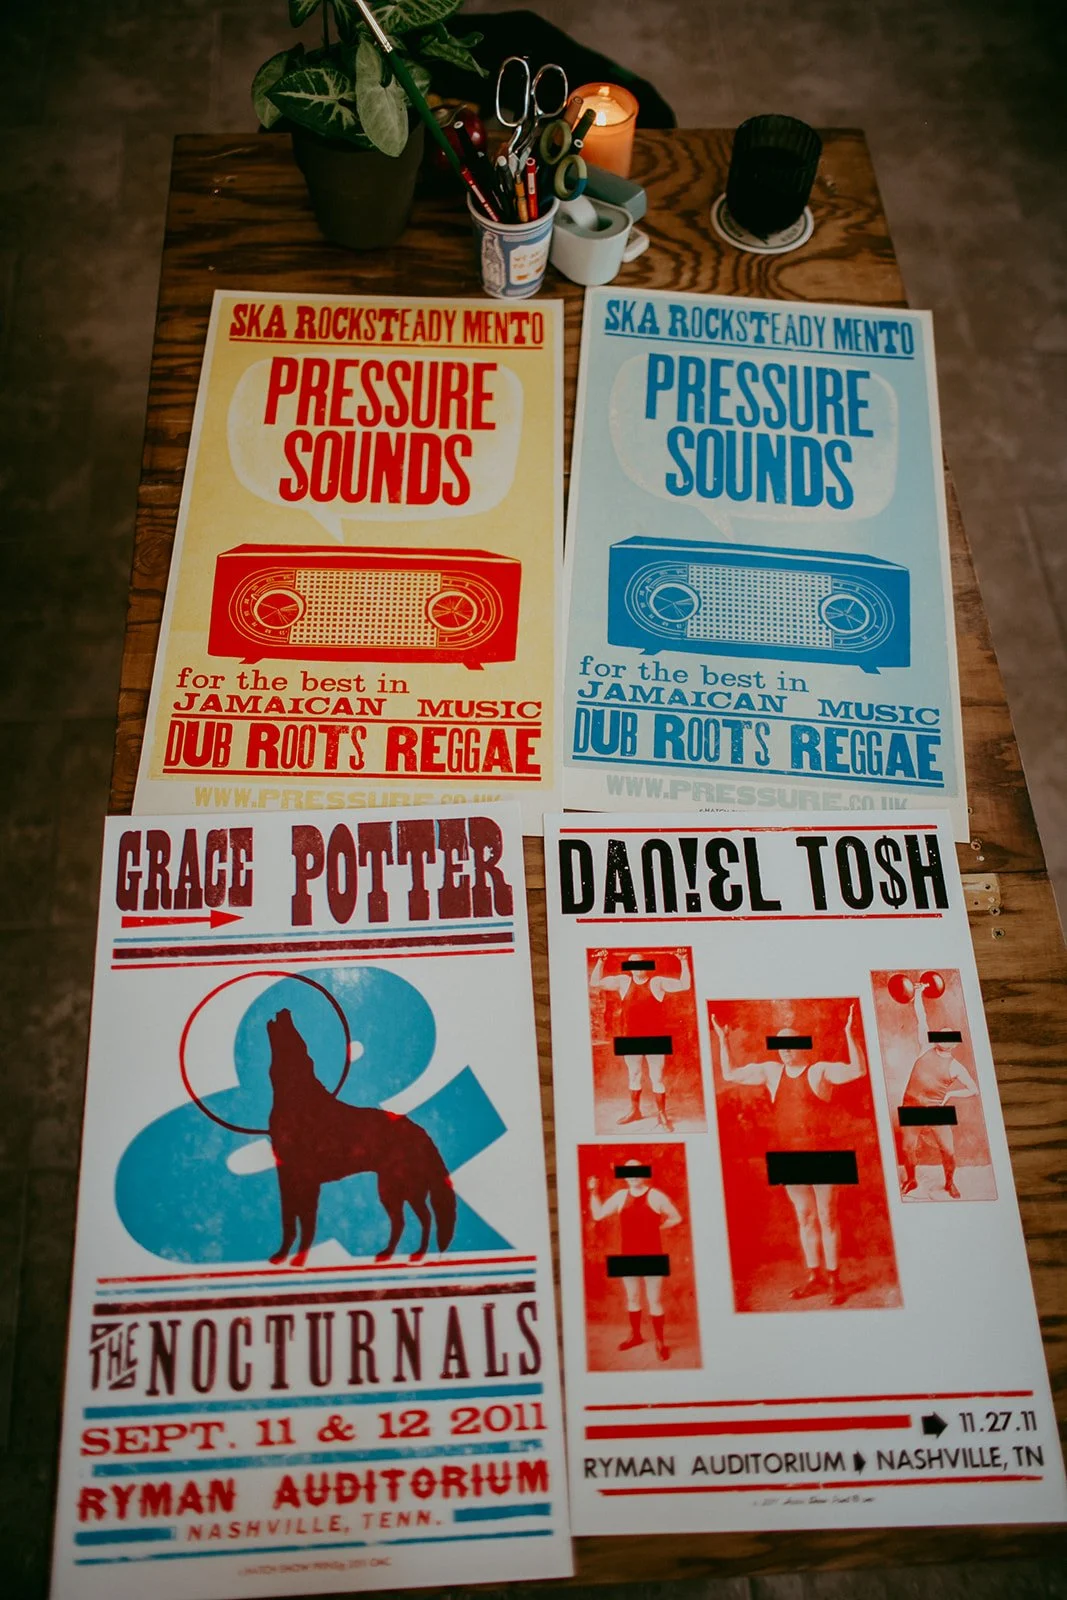 SKA ROCKSTEADY MENTO
PRESSURE
SOUNDS
for the best in
JAMAICAN MUSIC
DUB ROOTS REGGAE
WWW.PRESSURE.CO.UK
SKA ROCKSTEADY MENTO
PRESSURE
SOUNDS
for the best in
JAMAICAN MUSIC
DUB ROOTS REGGAE
WWW.PRESSURE.CO.UK
GRACE POTTER
&
THE NOCTURNALS
SEPT. 11 & 12 2011
RYMAN AUDITORIUM
NASHVILLE, TENN.
DAN!EL TO$H
11.27.11
RYMAN AUDITORIUM NASHVILLE, TN